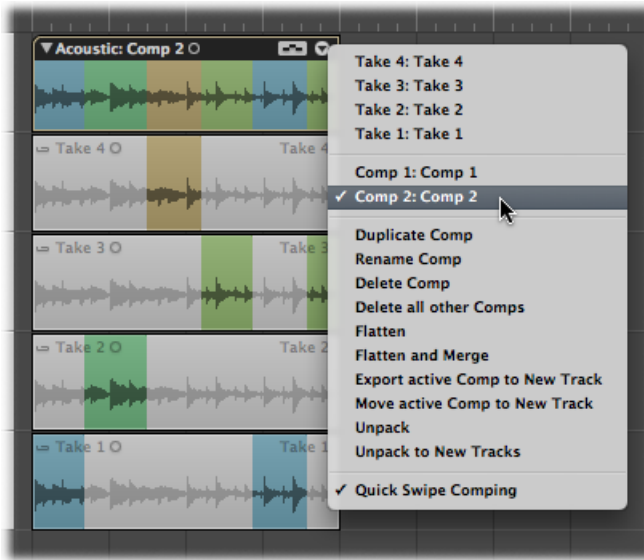 Acoustic: Comp 2
Take 4 Take 4
Take 3 Take 3
Take 2 Take 2
Take 1 Take 1
Take 4: Take 4
Take 3: Take 3
Take 2: Take 2
Take 1: Take 1
Comp 1: Comp 1
✓ Comp 2: Comp 2
Duplicate Comp
Rename Comp
Delete Comp
Delete all other Comps
Flatten
Flatten and Merge
Export active Comp to New Track
Move active Comp to New Track
Unpack
Unpack to New Tracks
✓ Quick Swipe Comping